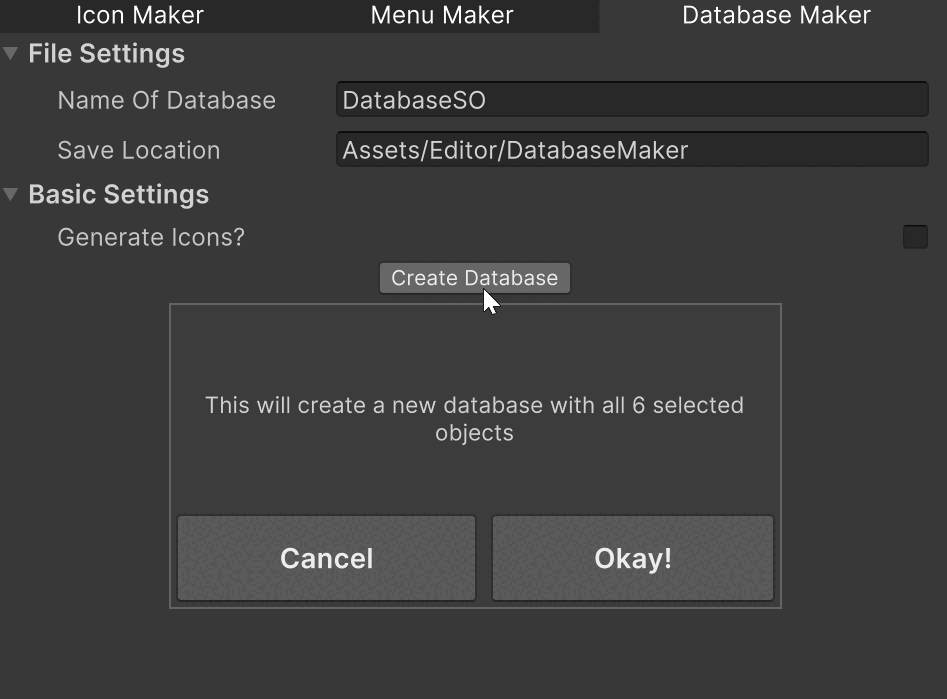 Icon Maker Menu Maker Database Maker
File Settings
Name Of Database DatabaseSO
Save Location Assets/Editor/DatabaseMaker
Basic Settings
Generate Icons?
Create Database
This will create a new database with all 6 selected
objects
Cancel Okay!